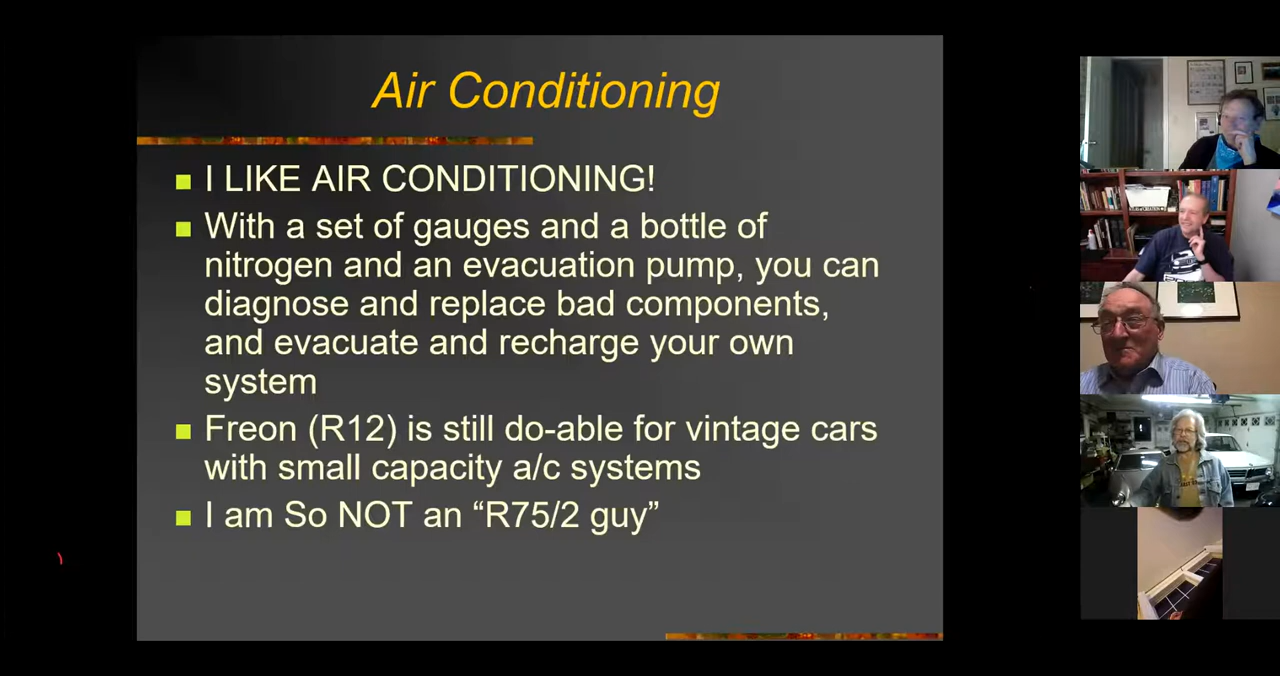 Air Conditioning
I LIKE AIR CONDITIONING!
With a set of gauges and a bottle of
nitrogen and an evacuation pump, you can
diagnose and replace bad components,
and evacuate and recharge your own
system
Freon (R12) is still do-able for vintage cars
with small capacity a/c systems
I am So NOT an “R75/2 guy”